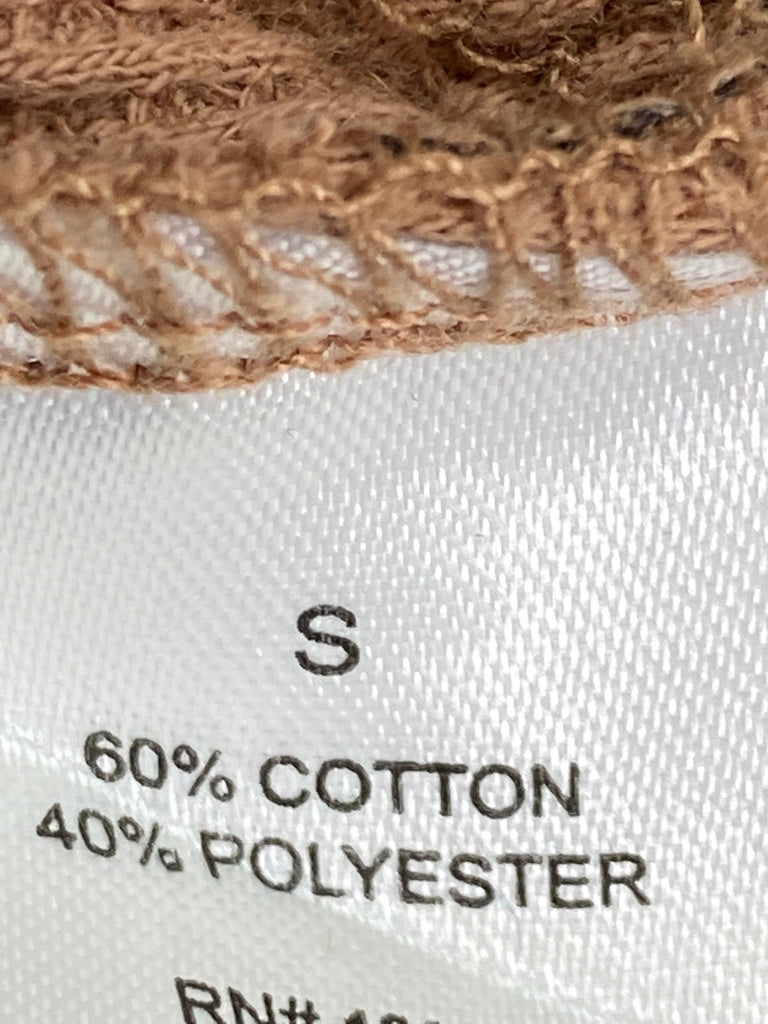 S
60% COTTON
40% POLYESTER
RN#